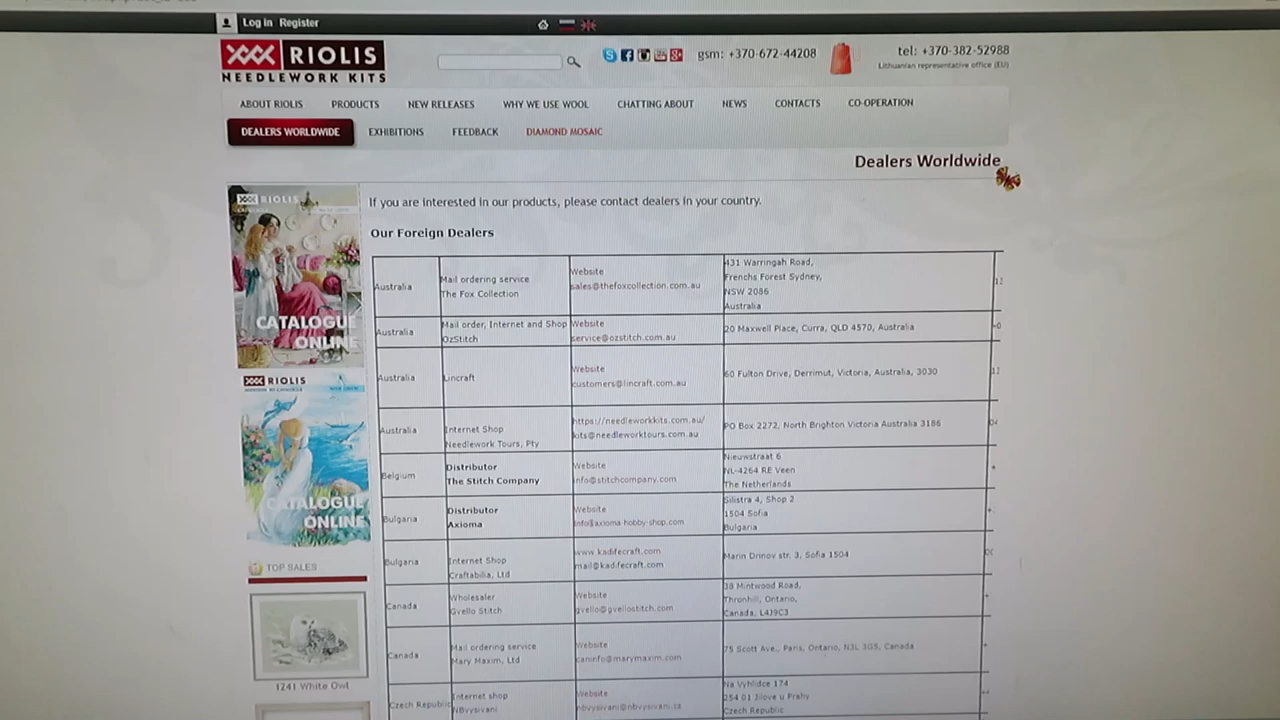 Log in Register
RIOLIS
NEEDLEWORK KITS
gsm: +370-672-44208
tel: +370-382-52988
Lithuanian representative office (EU)
ABOUT RIOLIS PRODUCTS NEW RELEASES WHY WE USE WOOL CHATTING ABOUT NEWS CONTACTS CO-OPERATION
DEALERS WORLDWIDE EXHIBITIONS FEEDBACK DIAMOND MOSAIC
Dealers Worldwide
RIOLIS
CATALOGUE
ONLINE
RIOLIS
CATALOGUE
ONLINE
TOP SALES
1241 White Owl
If you are interested in our products, please contact dealers in your country.
Our Foreign Dealers
Australia
Mail ordering service
The Fox Collection
Website
sales@thefoxcollection.com.au
431 Warringah Road,
Frenchs Forest Sydney,
NSW 2086
Australia
Australia
Mail order, Internet and Shop
OzStitch
Website
service@ozstitch.com.au
20 Maxwell Place, Curra, QLD 4570, Australia
Australia
Lincraft
Website
customers@lincraft.com.au
60 Fulton Drive, Derrimut, Victoria, Australia, 3030
Australia
Internet Shop
Needlework Tours, Pty
https://needleworkkits.com.au/
kits@needleworktours.com.au
PO Box 2272, North Brighton Victoria Australia 3186
Belgium
Distributor
The Stitch Company
Website
info@stitchcompany.com
Nieuwstraat 6
NL-4264 RE Veen
The Netherlands
Bulgaria
Distributor
Axioma
Website
info@axioma-hobby-shop.com
Silistra 4, Shop 2
1504 Sofia
Bulgaria
Bulgaria
Internet Shop
Craftabilia, Ltd
www.kadifecraft.com
mail@kadifecraft.com
Marin Drinov str. 3, Sofia 1504
Canada
Wholesaler
Gvello Stitch
Website
gvello@gvellostitch.com
38 Mintwood Road,
Thronhill, Ontario,
Canada, L4J9C3
Canada
Mail ordering service
Mary Maxim, Ltd
Website
caninfo@marymaxim.com
75 Scott Ave., Paris, Ontario, N3L 3G5, Canada
Czech Republic
Internet shop
NBvysivani
Website
nbvysivani@nbvysivani.cz
Na Vyhlidce 174
254 01 Jilove u Prahy
Czech Republic